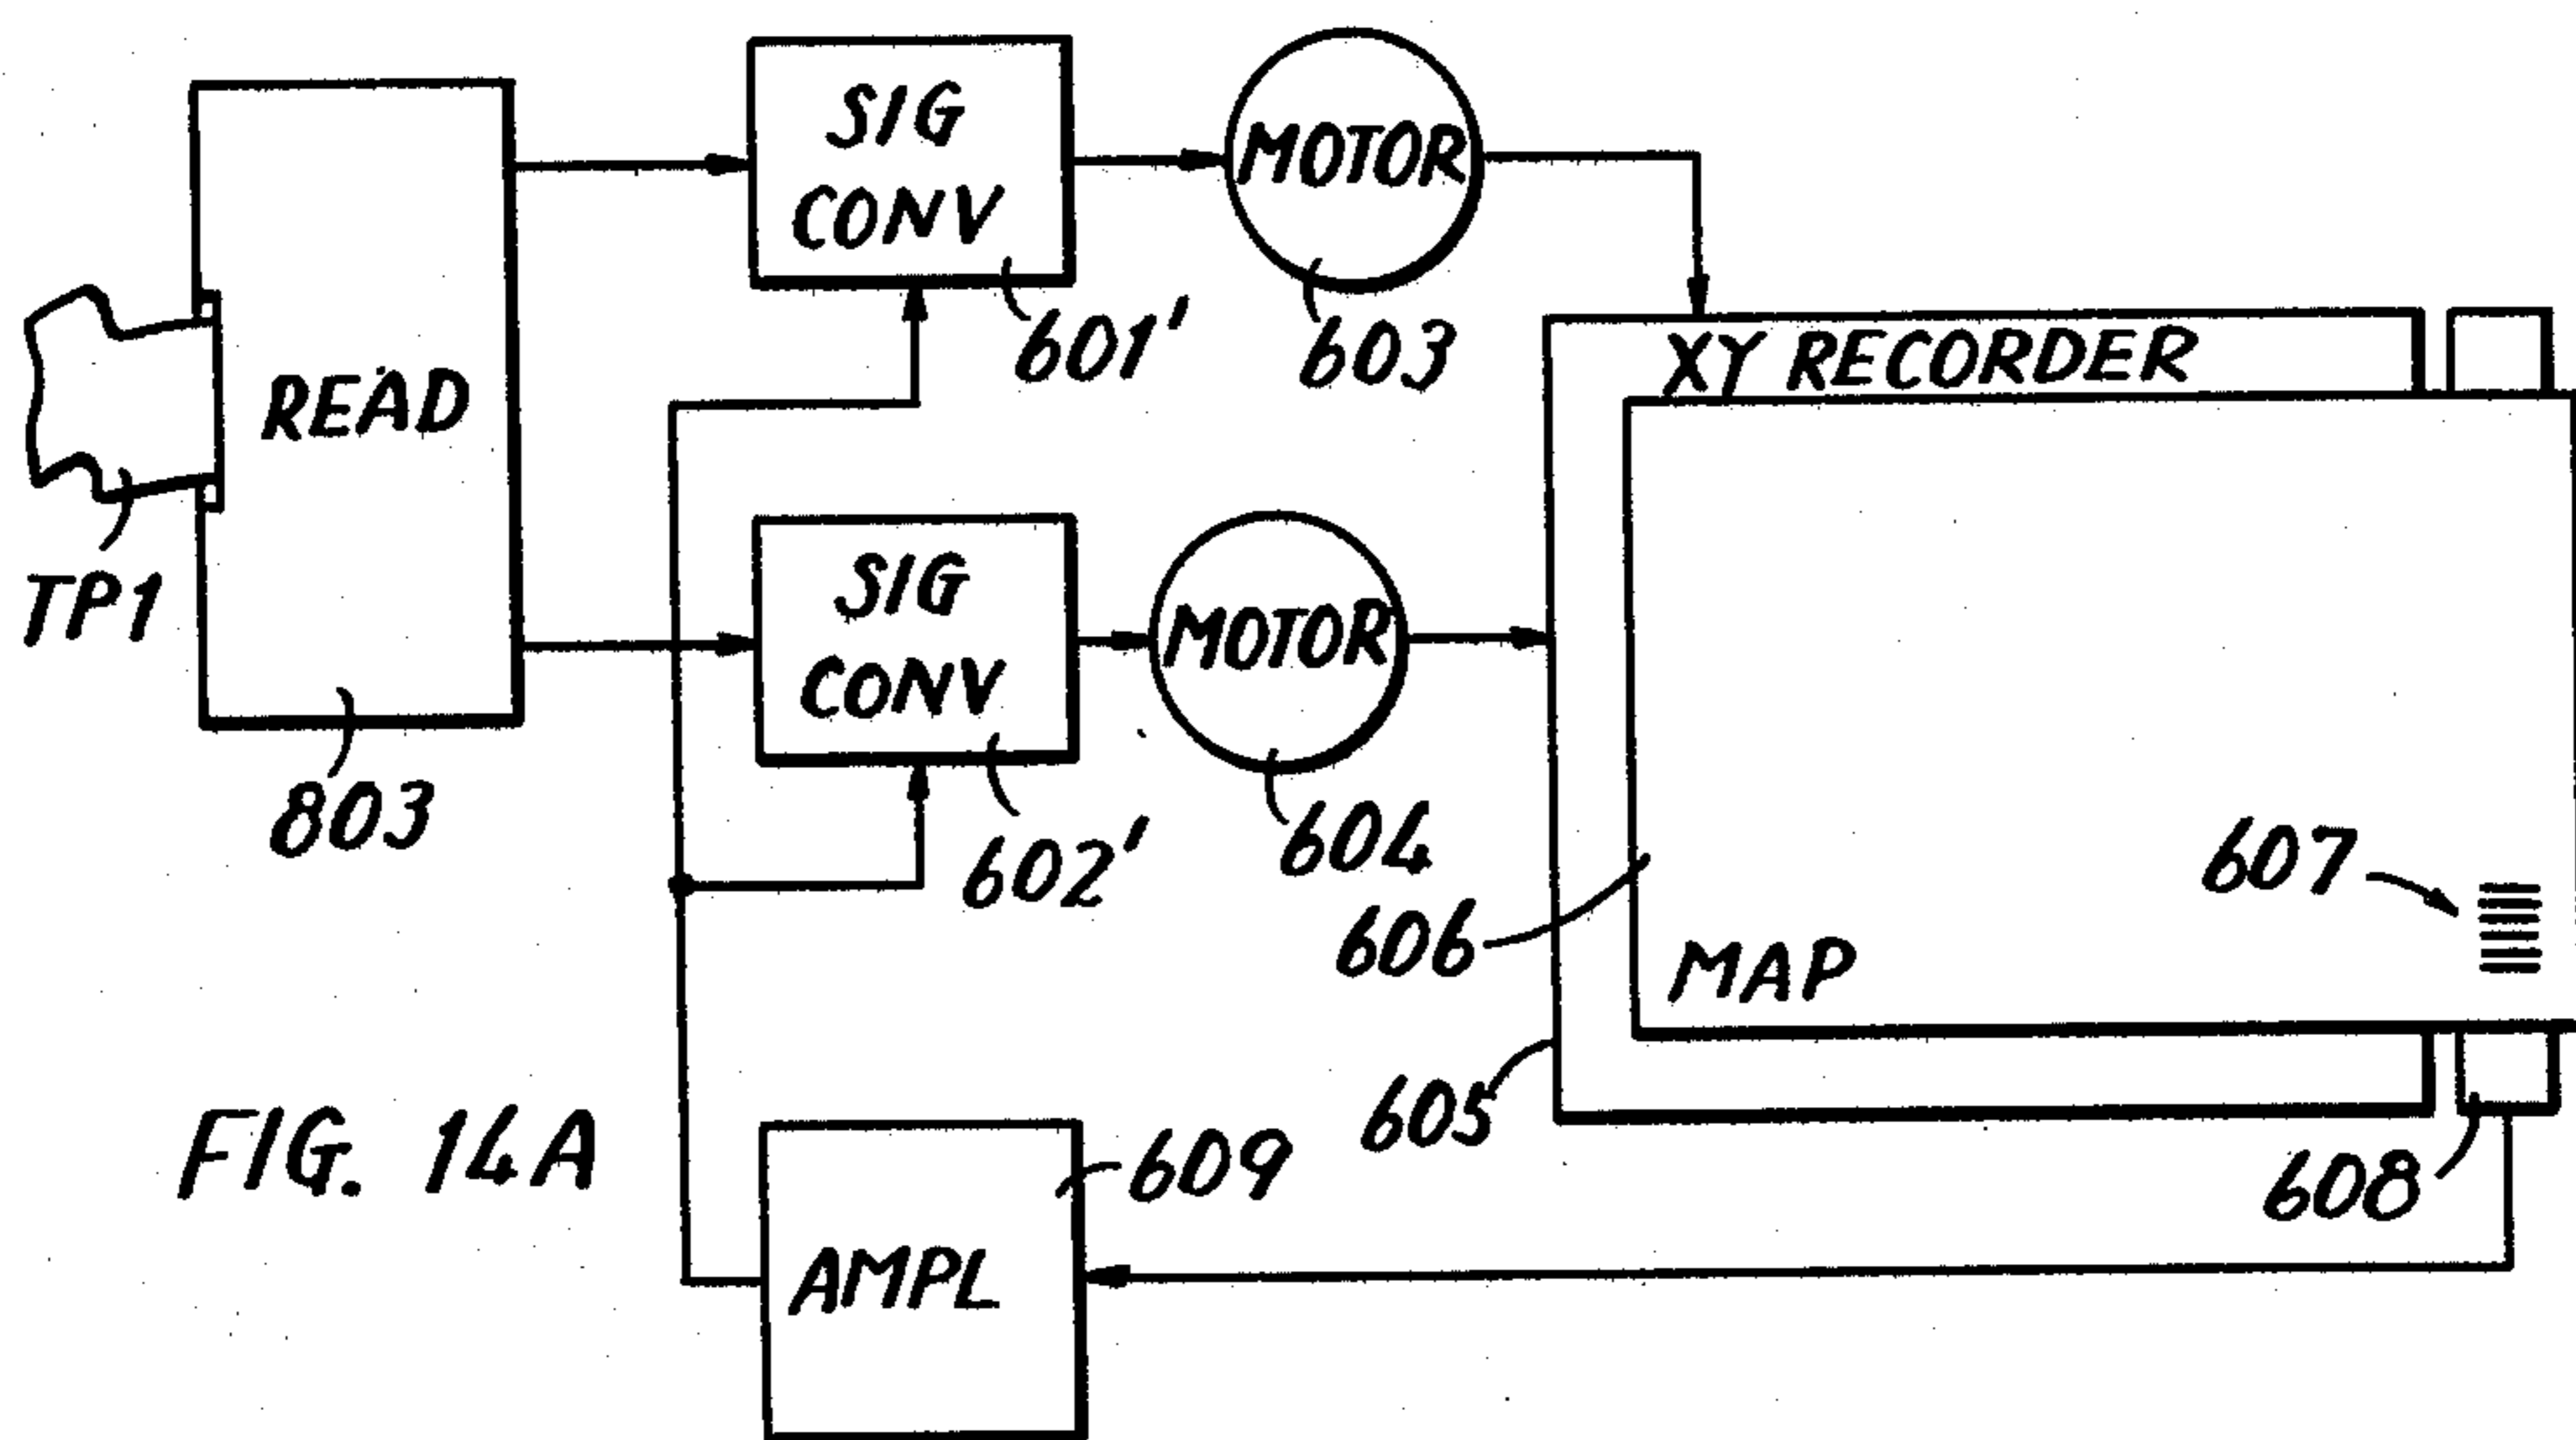 SIG
CONV
601'
MOTOR
603
XY RECORDER
READ
TP1
803
SIG
CONV
602'
MOTOR
604
606
607
MAP
605
608
FIG. 14A
609
AMPL